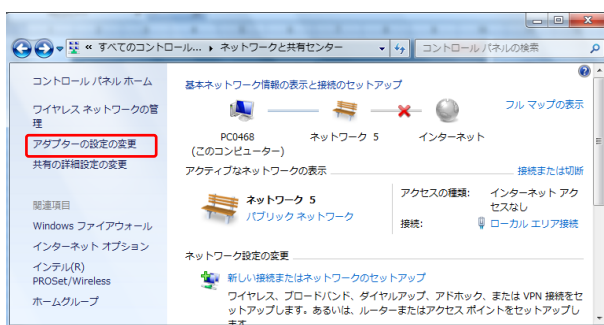 « すべてのコントロール... ▸ ネットワークと共有センター
コントロール パネルの検索
コントロール パネル ホーム
ワイヤレス ネットワークの管
理
アダプターの設定の変更
共有の詳細設定の変更
関連項目
Windows ファイアウォール
インターネット オプション
インテル(R)
PROSet/Wireless
ホームグループ
基本ネットワーク情報の表示と接続のセットアップ
フル マップの表示
PC0468
(このコンピューター)
ネットワーク 5
インターネット
アクティブなネットワークの表示
接続または切断
ネットワーク 5
パブリック ネットワーク
アクセスの種類:
インターネット アク
セスなし
接続:
ローカル エリア接続
ネットワーク設定の変更
新しい接続またはネットワークのセットアップ
ワイヤレス、ブロードバンド、ダイヤルアップ、アドホック、または VPN 接続をセ
ットアップします。あるいは、ルーターまたはアクセス ポイントをセットアップし
ます。